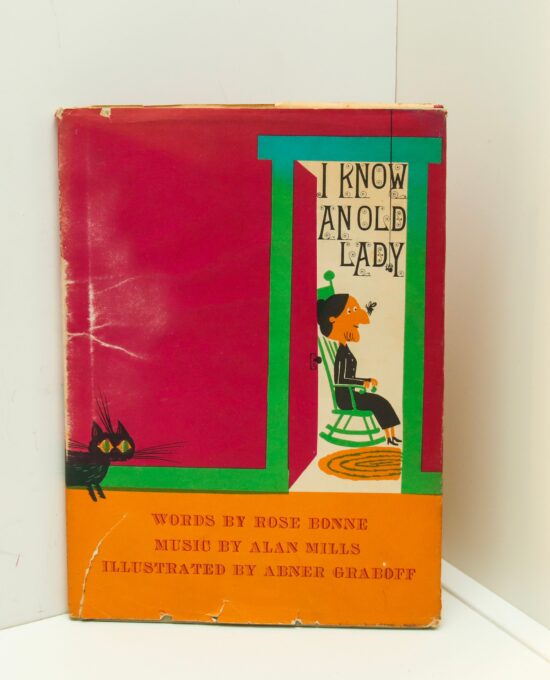 I KNOW
AN OLD
LADY
WORDS BY ROSE BONNE
MUSIC BY ALAN MILLS
ILLUSTRATED BY ABNER GRABOFF